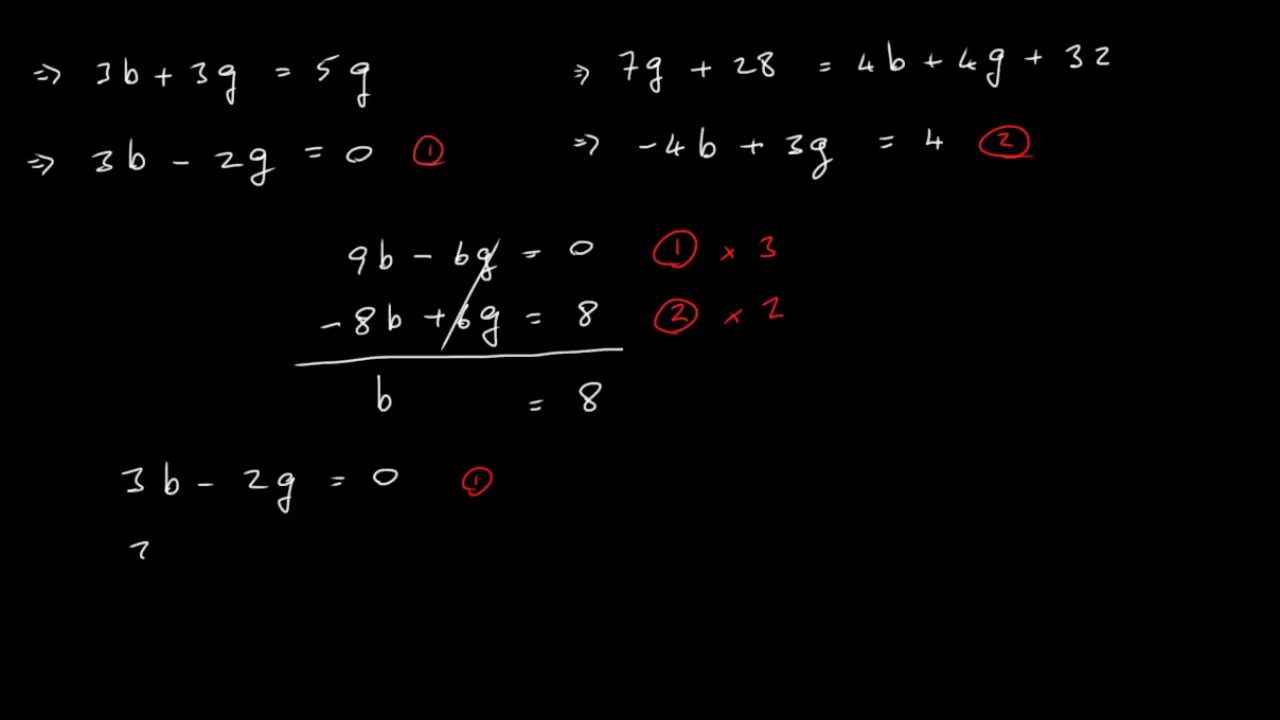 ⇒ 3b + 3g = 5g
⇒ 3b - 2g = 0 ①
⇒ 7g + 28 = 4b + 4g + 32
⇒ -4b + 3g = 4 ②
9b - 6g = 0 ① × 3
- 8b + 6g = 8 ② × 2
b = 8
3b - 2g = 0 ①